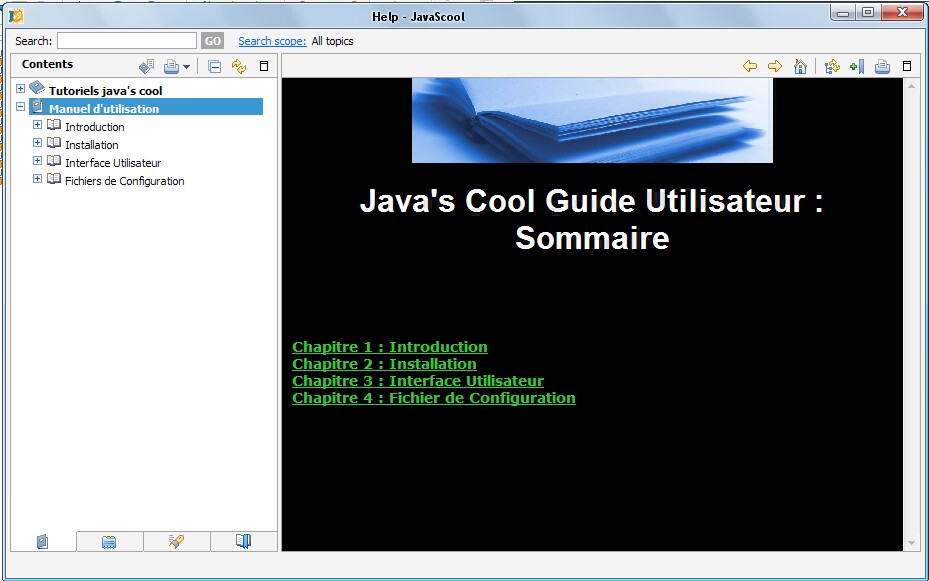 Help - JavaScool
Search:
GO
Search scope: All topics
Contents
Tutoriels java's cool
Manuel d'utilisation
Introduction
Installation
Interface Utilisateur
Fichiers de Configuration
Java's Cool Guide Utilisateur :
Sommaire
Chapitre 1 : Introduction
Chapitre 2 : Installation
Chapitre 3 : Interface Utilisateur
Chapitre 4 : Fichier de Configuration